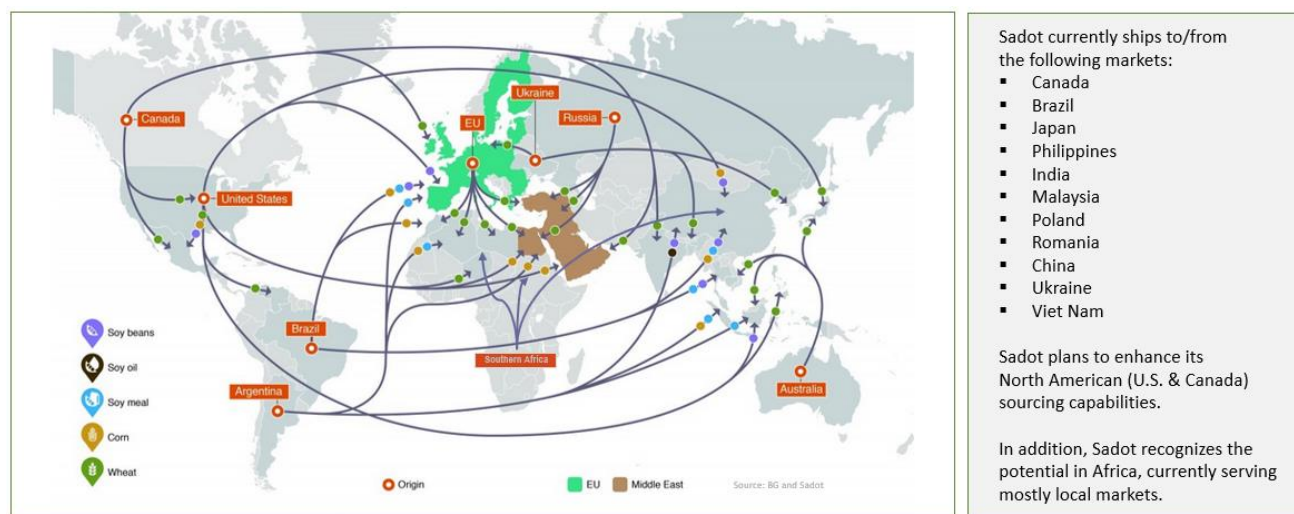 Ukraine
Canada
EU
Russia
United States
Brazil
Southern Africa
Argentina
Australia
Soy beans
Soy oil
Soy meal
Corn
Wheat
Origin
EU
Middle East
Source: BG and Sadot
Sadot currently ships to/from
the following markets:
▪ Canada
▪ Brazil
▪ Japan
▪ Philippines
▪ India
▪ Malaysia
▪ Poland
▪ Romania
▪ China
▪ Ukraine
▪ Viet Nam
Sadot plans to enhance its
North American (U.S. & Canada)
sourcing capabilities.
In addition, Sadot recognizes the
potential in Africa, currently serving
mostly local markets.